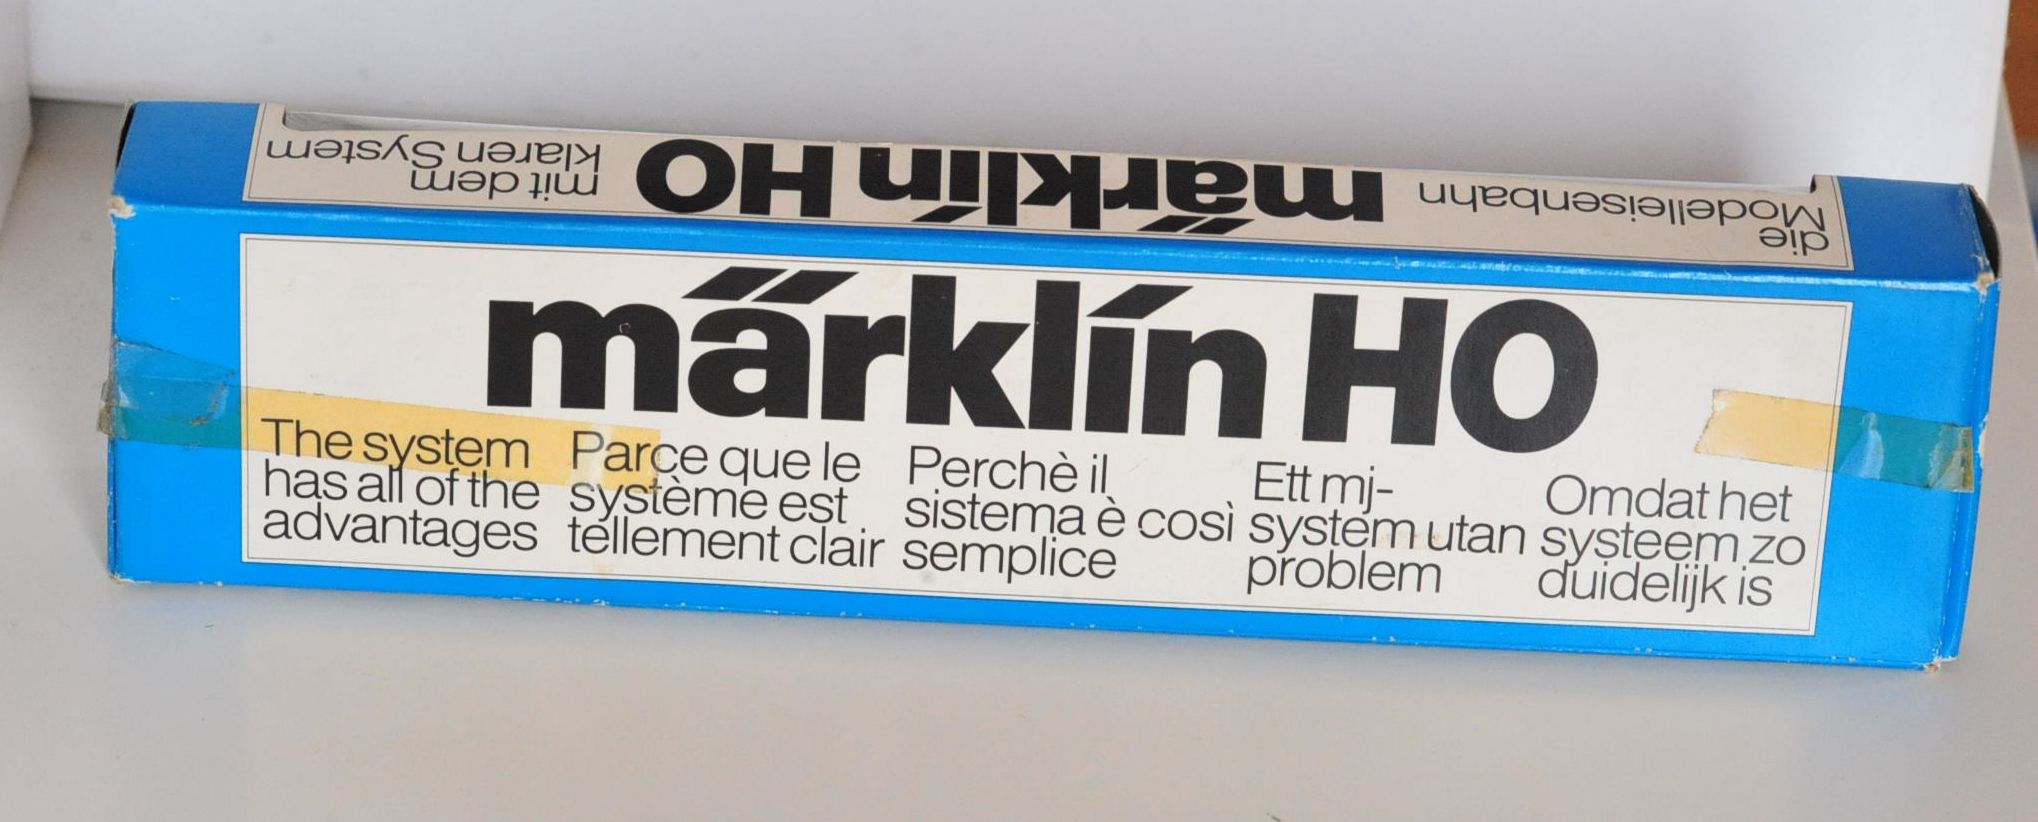 die
Modelleisenbahn
märklín HO
mit dem
klaren System
märklín HO
The system
has all of the
advantages
Parce que le
système est
tellement clair
Perchè il
sistema è così
semplice
Ett mj-
system utan
problem
Omdat het
systeem zo
duidelijk is